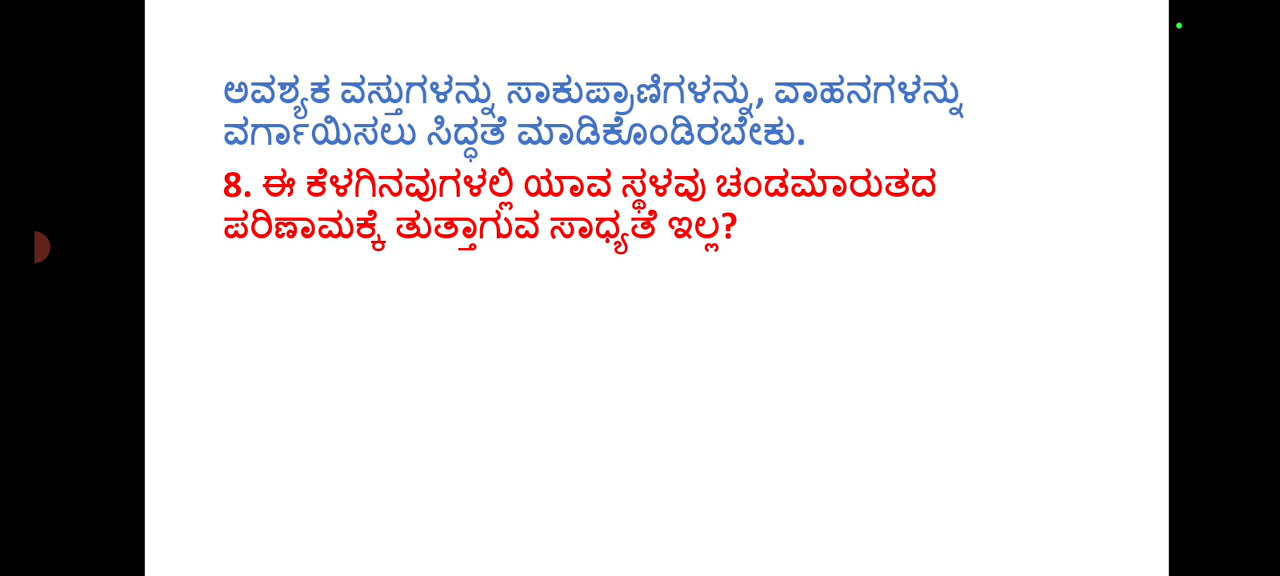 ಅವಶ್ಯಕ ವಸ್ತುಗಳನ್ನು ಸಾಕುಪ್ರಾಣಿಗಳನ್ನು, ವಾಹನಗಳನ್ನು
ವರ್ಗಾಯಿಸಲು ಸಿದ್ಧತೆ ಮಾಡಿಕೊಂಡಿರಬೇಕು.
8. ಈ ಕೆಳಗಿನವುಗಳಲ್ಲಿ ಯಾವ ಸ್ಥಳವು ಚಂಡಮಾರುತದ
ಪರಿಣಾಮಕ್ಕೆ ತುತ್ತಾಗುವ ಸಾಧ್ಯತೆ ಇಲ್ಲ?